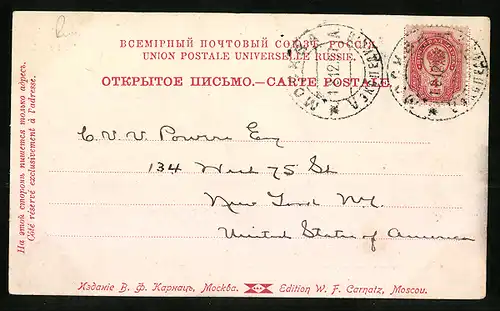 ВСЕМІРНЫЙ ПОЧТОВЫЙ СОЮЗЪ. РОССІЯ.
UNION POSTALE UNIVERSELLE RUSSIE.
ОТКРЫТОЕ ПИСЬМО.—CARTE POSTALE.
МОСКВА
На этой сторонѣ пишется только адресъ.
Côté réservé exclusivement à l'adresse.
C. V. V. Powers Esq
134 West 75 St
New York N.Y.
United States of America
Изданіе В. Ф. Карнацъ, Москва. Edition W. F. Carnatz, Moscou.